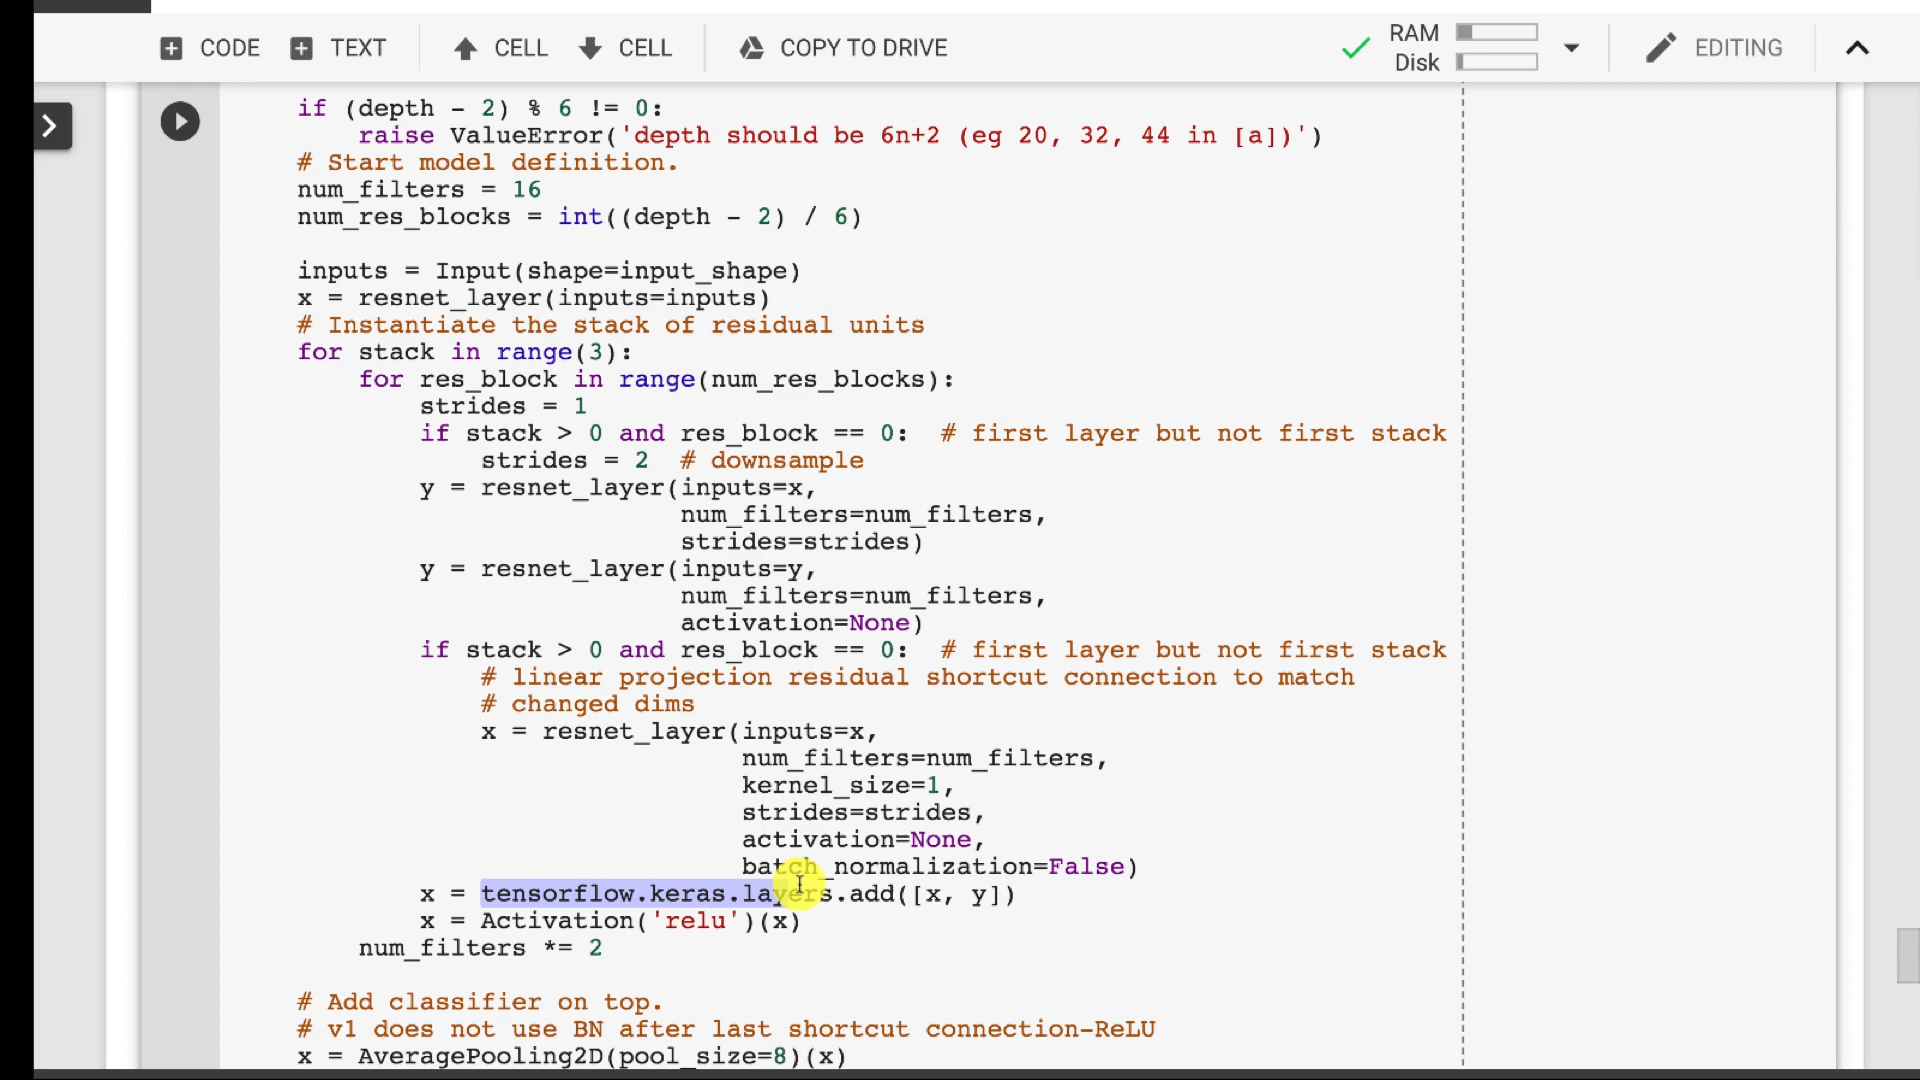 CODE TEXT CELL CELL COPY TO DRIVE RAM Disk EDITING
if (depth - 2) % 6 != 0:
raise ValueError('depth should be 6n+2 (eg 20, 32, 44 in [a])')
# Start model definition.
num_filters = 16
num_res_blocks = int((depth - 2) / 6)
inputs = Input(shape=input_shape)
x = resnet_layer(inputs=inputs)
# Instantiate the stack of residual units
for stack in range(3):
for res_block in range(num_res_blocks):
strides = 1
if stack > 0 and res_block == 0:  # first layer but not first stack
strides = 2  # downsample
y = resnet_layer(inputs=x,
num_filters=num_filters,
strides=strides)
y = resnet_layer(inputs=y,
num_filters=num_filters,
activation=None)
if stack > 0 and res_block == 0:  # first layer but not first stack
# linear projection residual shortcut connection to match
# changed dims
x = resnet_layer(inputs=x,
num_filters=num_filters,
kernel_size=1,
strides=strides,
activation=None,
batch_normalization=False)
x = tensorflow.keras.layers.add([x, y])
x = Activation('relu')(x)
num_filters *= 2
# Add classifier on top.
# v1 does not use BN after last shortcut connection-ReLU
x = AveragePooling2D(pool_size=8)(x)